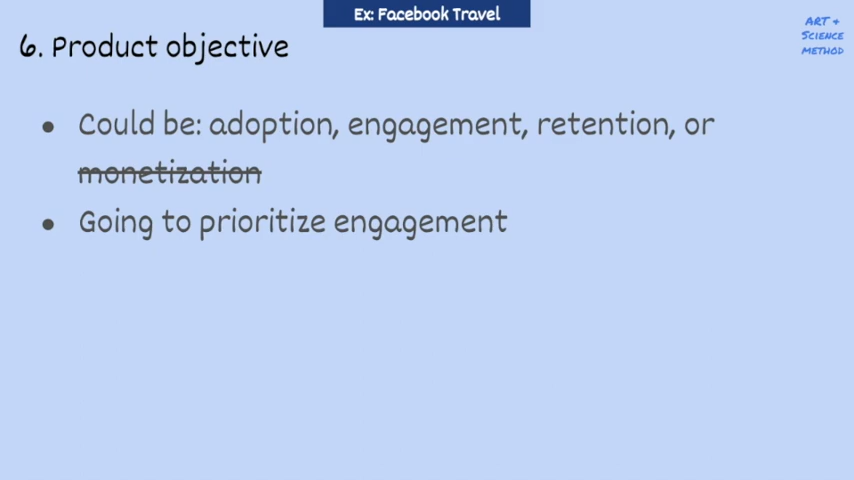 Ex: Facebook Travel
ART +
Science
METHOD
6. Product objective
● Could be: adoption, engagement, retention, or
monetization
● Going to prioritize engagement